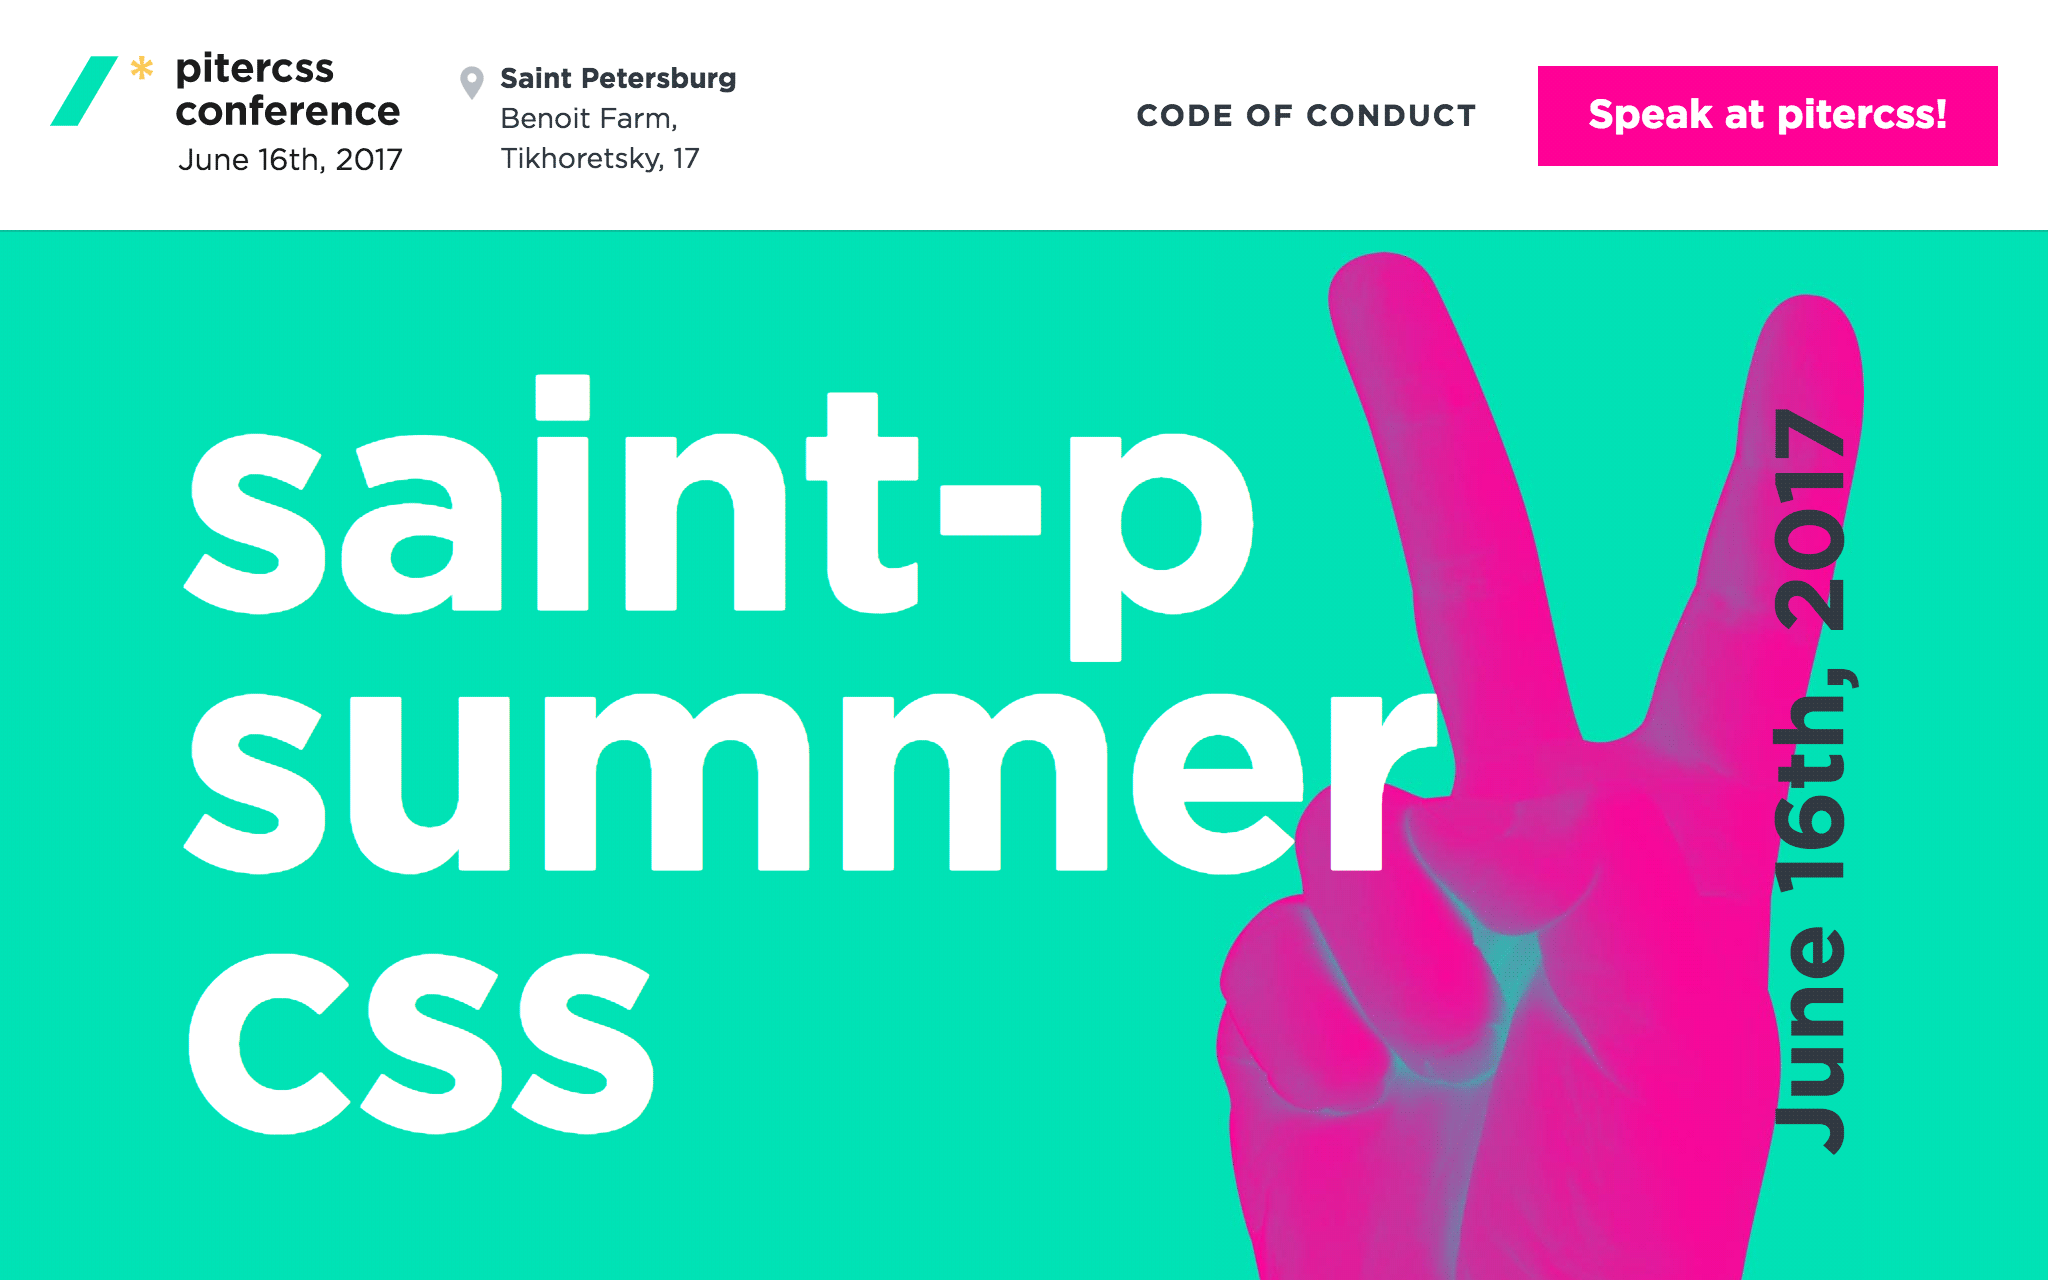 pitercss
conference
June 16th, 2017
Saint Petersburg
Benoit Farm,
Tikhoretsky, 17
CODE OF CONDUCT
Speak at pitercss!
saint-p
summer
css
June 16th, 2017